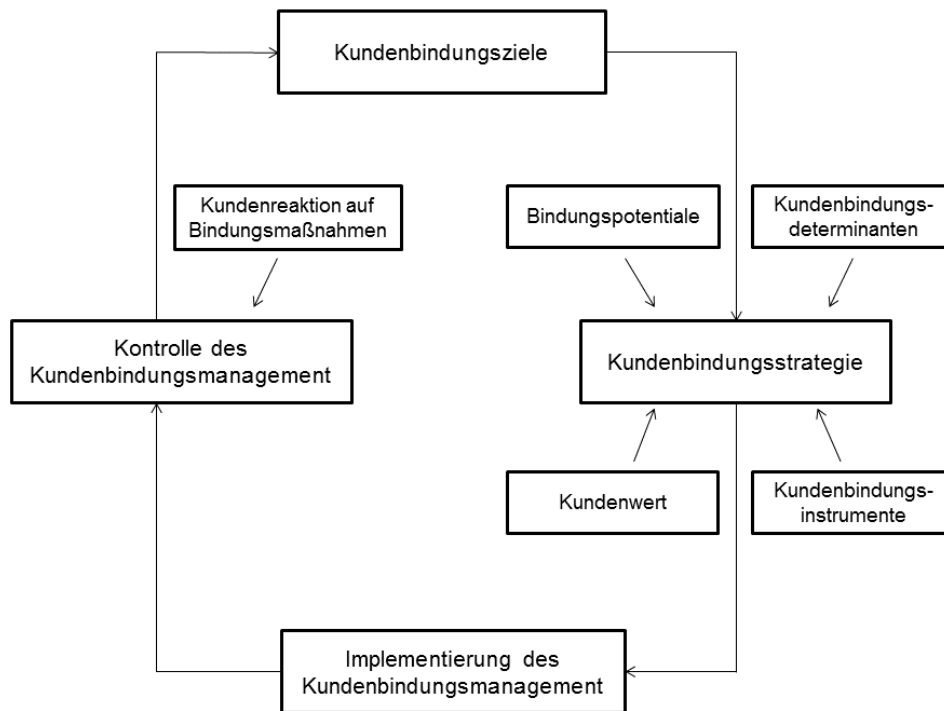 Kundenbindungsziele
Kundenreaktion auf
Bindungsmaßnahmen
Bindungspotentiale
Kundenbindungs-
determinanten
Kontrolle des
Kundenbindungsmanagement
Kundenbindungsstrategie
Kundenwert
Kundenbindungs-
instrumente
Implementierung des
Kundenbindungsmanagement